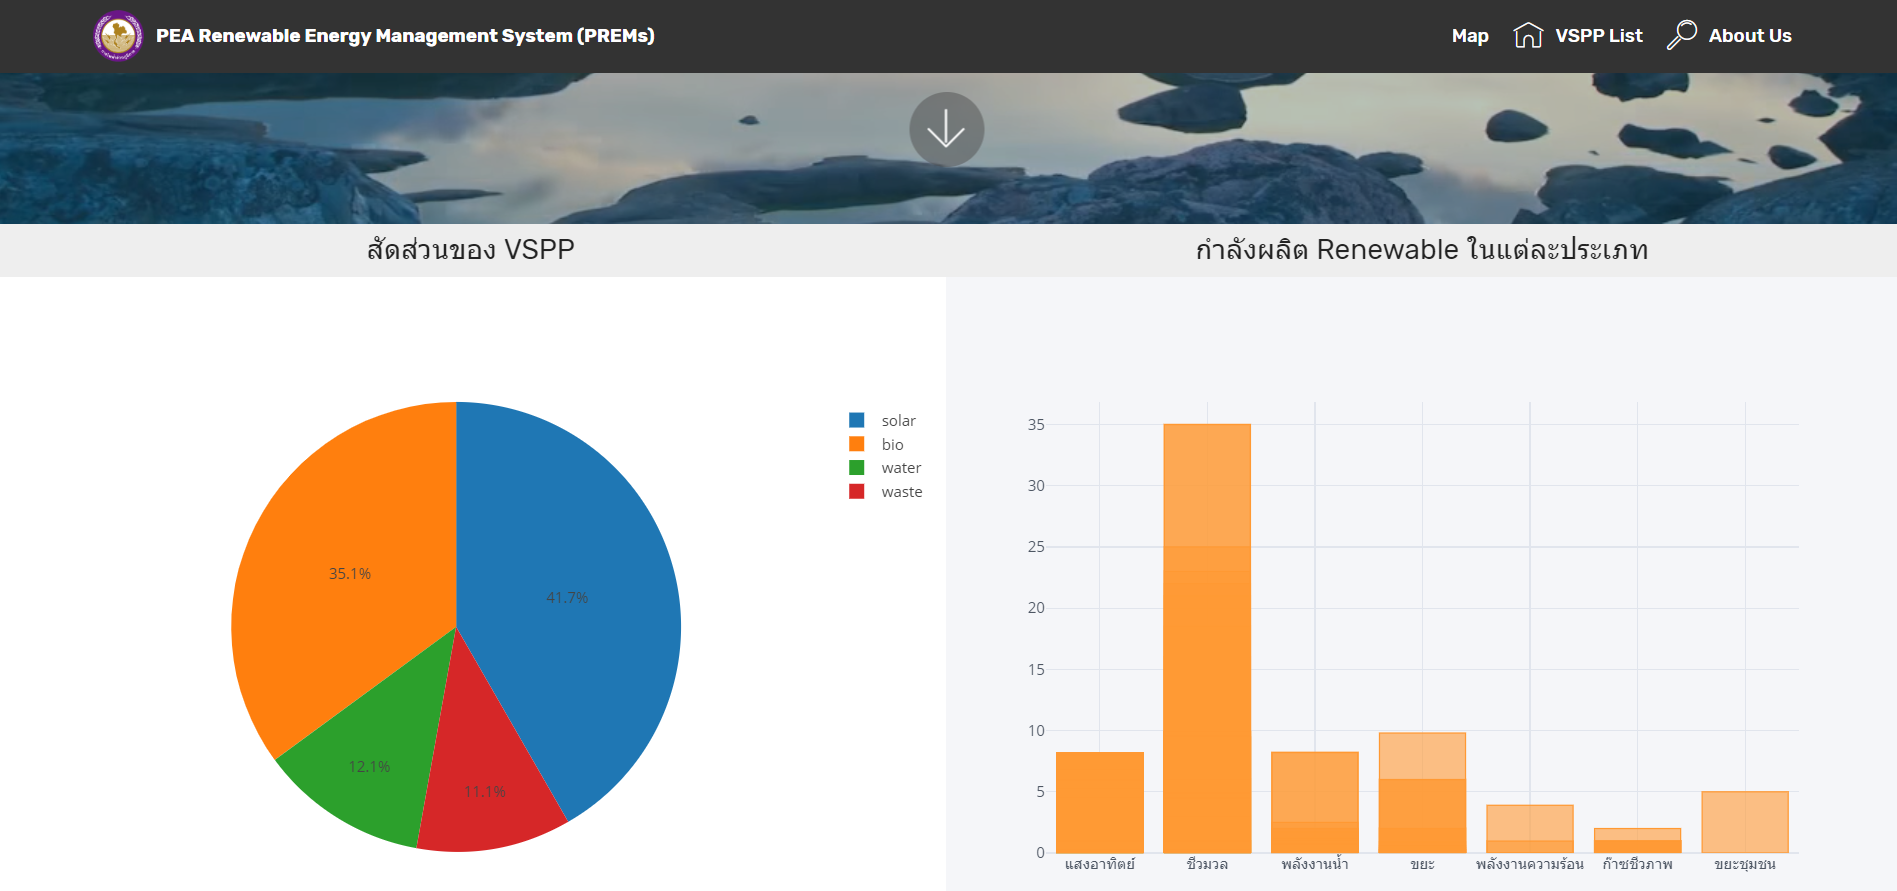 PEA Renewable Energy Management System (PREMs)
Map
VSPP List
About Us
สัดส่วนของ VSPP
กำลังผลิต Renewable ในแต่ละประเภท
solar
bio
water
waste
35.1%
41.7%
12.1%
11.1%
35
30
25
20
15
10
5
0
แสงอาทิตย์
ชีวมวล
พลังงานน้ำ
ขยะ
พลังงานความร้อน
ก๊าซชีวภาพ
ขยะชุมชน